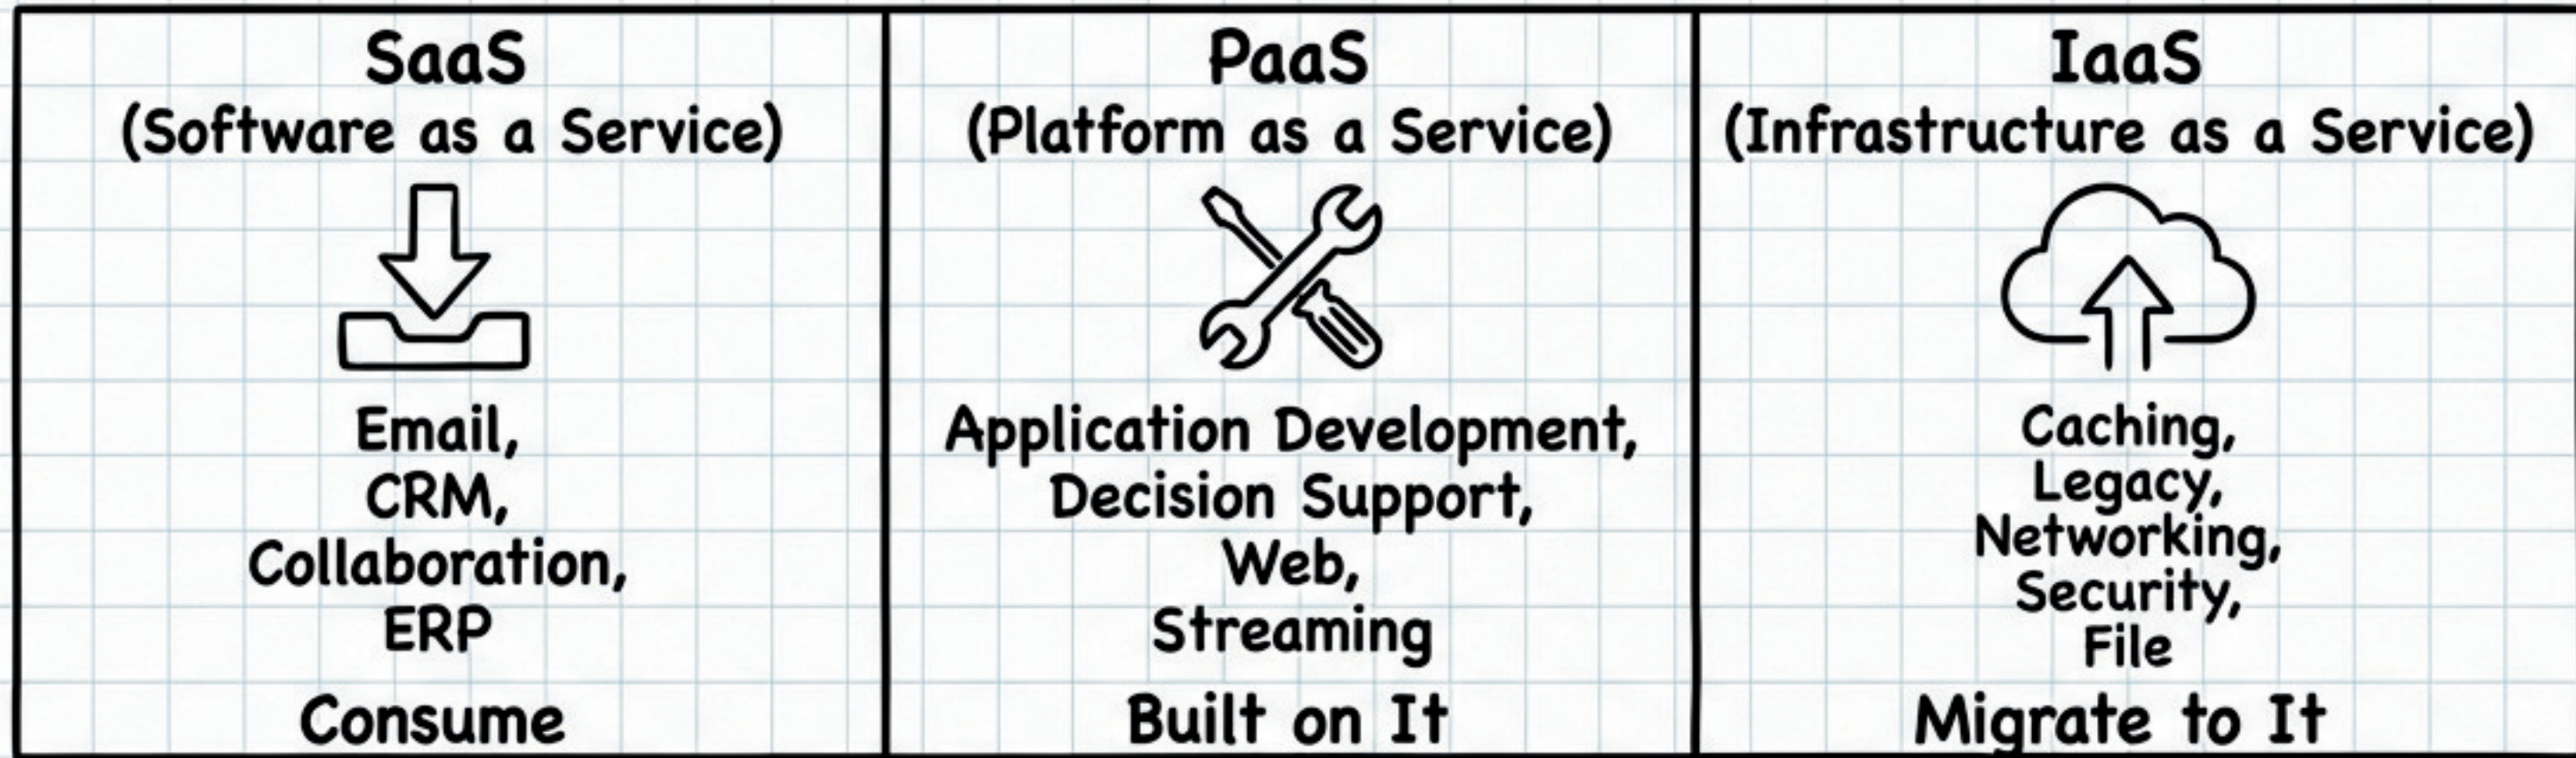 SaaS
(Software as a Service)
Email,
CRM,
Collaboration,
ERP
Consume
PaaS
(Platform as a Service)
Application Development,
Decision Support,
Web,
Streaming
Built on It
IaaS
(Infrastructure as a Service)
Caching,
Legacy,
Networking,
Security,
File
Migrate to It